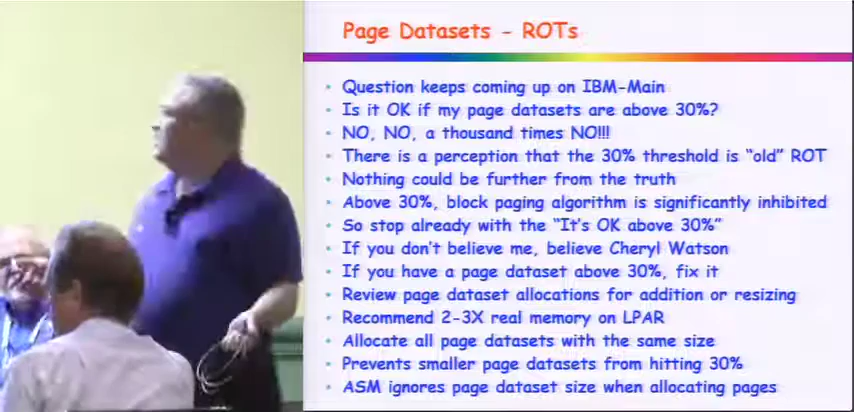 Page Datasets - ROTs
Question keeps coming up on IBM-Main
Is it OK if my page datasets are above 30%?
NO, NO, a thousand times NO!!!
There is a perception that the 30% threshold is "old" ROT
Nothing could be further from the truth
Above 30%, block paging algorithm is significantly inhibited
So stop already with the "It's OK above 30%"
If you don't believe me, believe Cheryl Watson
If you have a page dataset above 30%, fix it
Review page dataset allocations for addition or resizing
Recommend 2-3X real memory on LPAR
Allocate all page datasets with the same size
Prevents smaller page datasets from hitting 30%
ASM ignores page dataset size when allocating pages